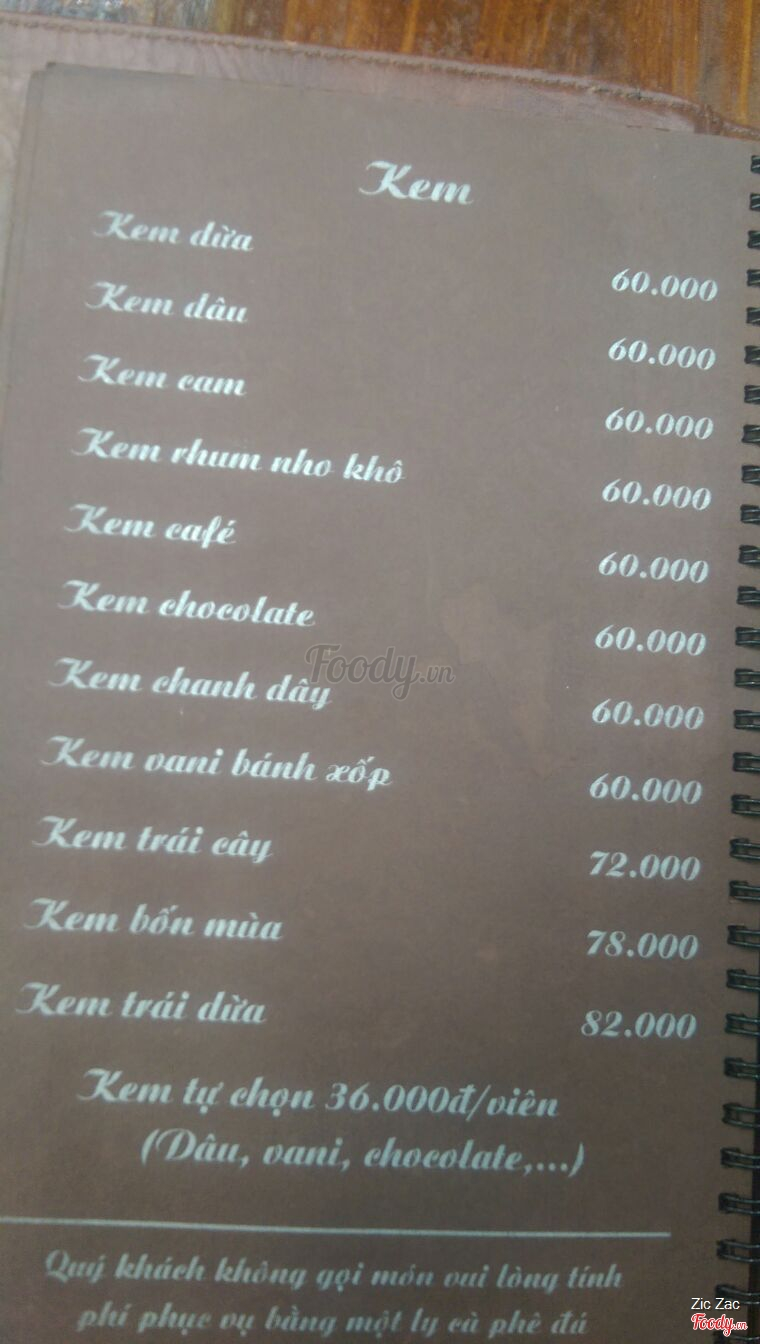 Kem
Kem dừa 60.000
Kem dâu 60.000
Kem cam 60.000
Kem rhum nho khô 60.000
Kem café 60.000
Kem chocolate 60.000
Kem chanh dây 60.000
Kem vani bánh xốp 60.000
Kem trái cây 72.000
Kem bốn mùa 78.000
Kem trái dừa 82.000
Kem tự chọn 36.000đ/viên
(Dâu, vani, chocolate,...)
Quý khách không gọi món vui lòng tính
phí phục vụ bằng một ly cà phê đá
Foody.vn
Zic Zac
Foody.vn